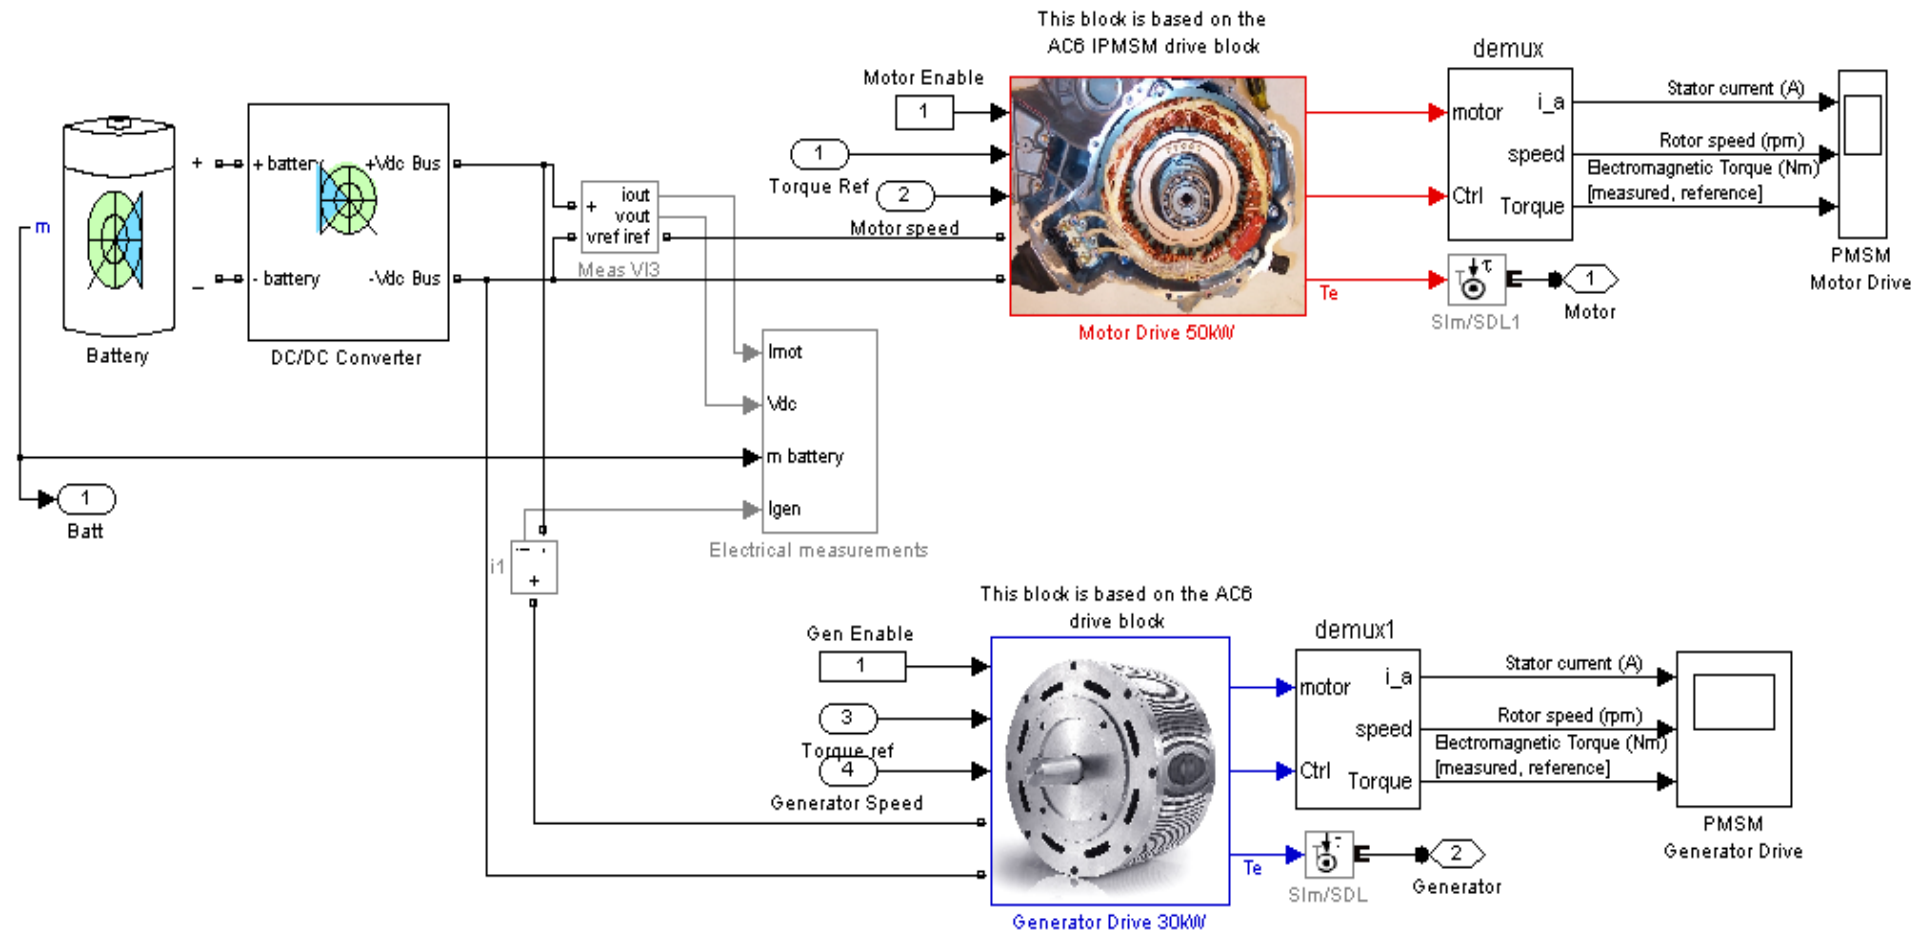 This block is based on the
AC6 IPMSM drive block
Motor Enable
1
1
Torque Ref
2
Motor speed
Motor Drive 50kW
Te
demux
motor
Ctrl
i_a
speed
Torque
Stator current (A)
Rotor speed (rpm)
Electromagnetic Torque (Nm)
[measured, reference]
PMSM
Motor Drive
τ
T
Slm/SDL1
1
Motor
m
+
_
Battery
+ battery
- battery
+Vdc Bus
-Vdc Bus
DC/DC Converter
+
iout
vout
vref iref
Meas VI3
Imot
Vdc
m battery
Igen
Electrical measurements
1
Batt
i1
+
This block is based on the AC6
drive block
Gen Enable
1
3
Torque ref
4
Generator Speed
Generator Drive 30kW
Te
demux1
motor
Ctrl
i_a
speed
Torque
Stator current (A)
Rotor speed (rpm)
Electromagnetic Torque (Nm)
[measured, reference]
PMSM
Generator Drive
T
Slm/SDL
2
Generator